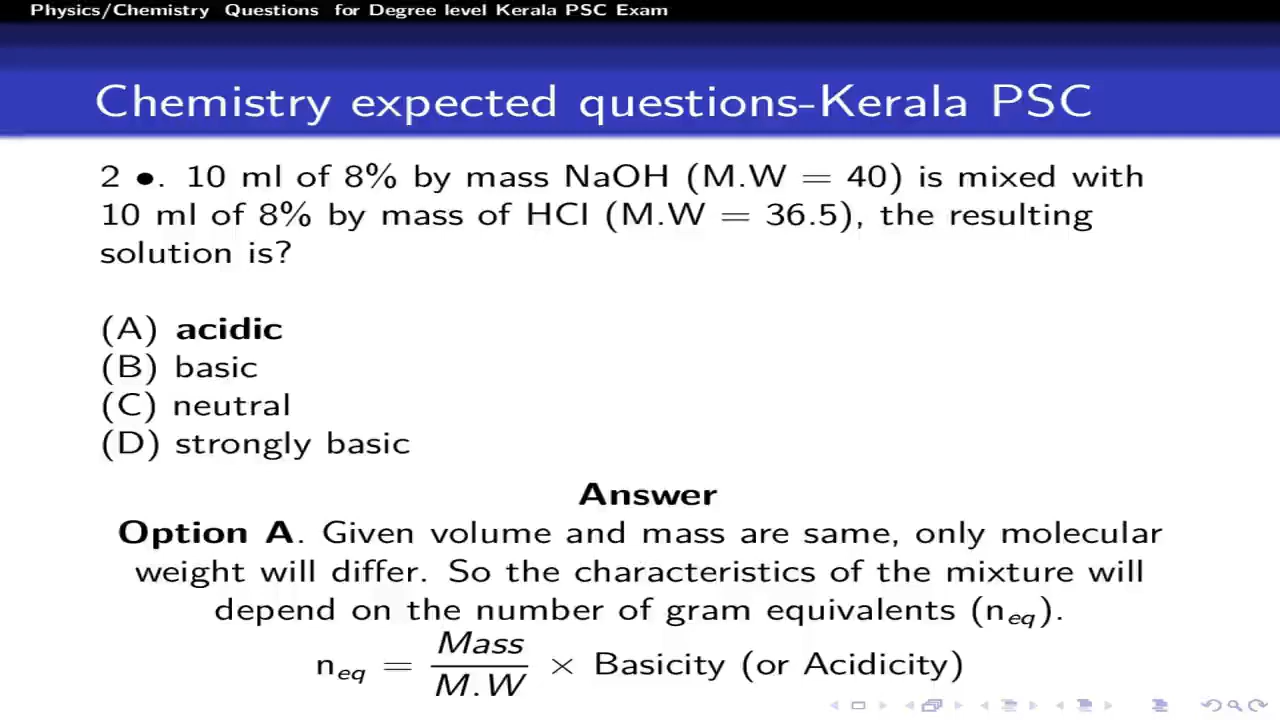 Physics/Chemistry Questions for Degree level Kerala PSC Exam
Chemistry expected questions-Kerala PSC
2 •. 10 ml of 8% by mass NaOH (M.W = 40) is mixed with
10 ml of 8% by mass of HCl (M.W = 36.5), the resulting
solution is?
(A) acidic
(B) basic
(C) neutral
(D) strongly basic
Answer
Option A. Given volume and mass are same, only molecular
weight will differ. So the characteristics of the mixture will
depend on the number of gram equivalents (n_eq).
n_eq = Mass / M.W × Basicity (or Acidicity)